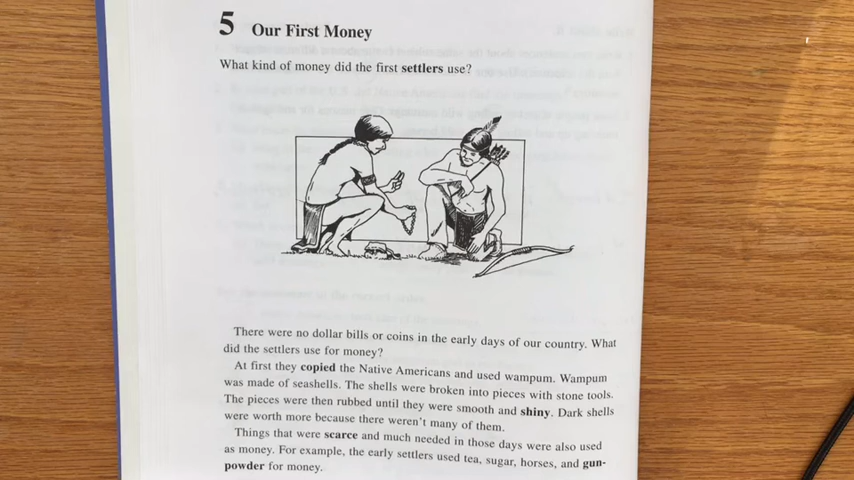 5 Our First Money
What kind of money did the first settlers use?
There were no dollar bills or coins in the early days of our country. What
did the settlers use for money?
At first they copied the Native Americans and used wampum. Wampum
was made of seashells. The shells were broken into pieces with stone tools.
The pieces were then rubbed until they were smooth and shiny. Dark shells
were worth more because there weren't many of them.
Things that were scarce and much needed in those days were also used
as money. For example, the early settlers used tea, sugar, horses, and gun-
powder for money.